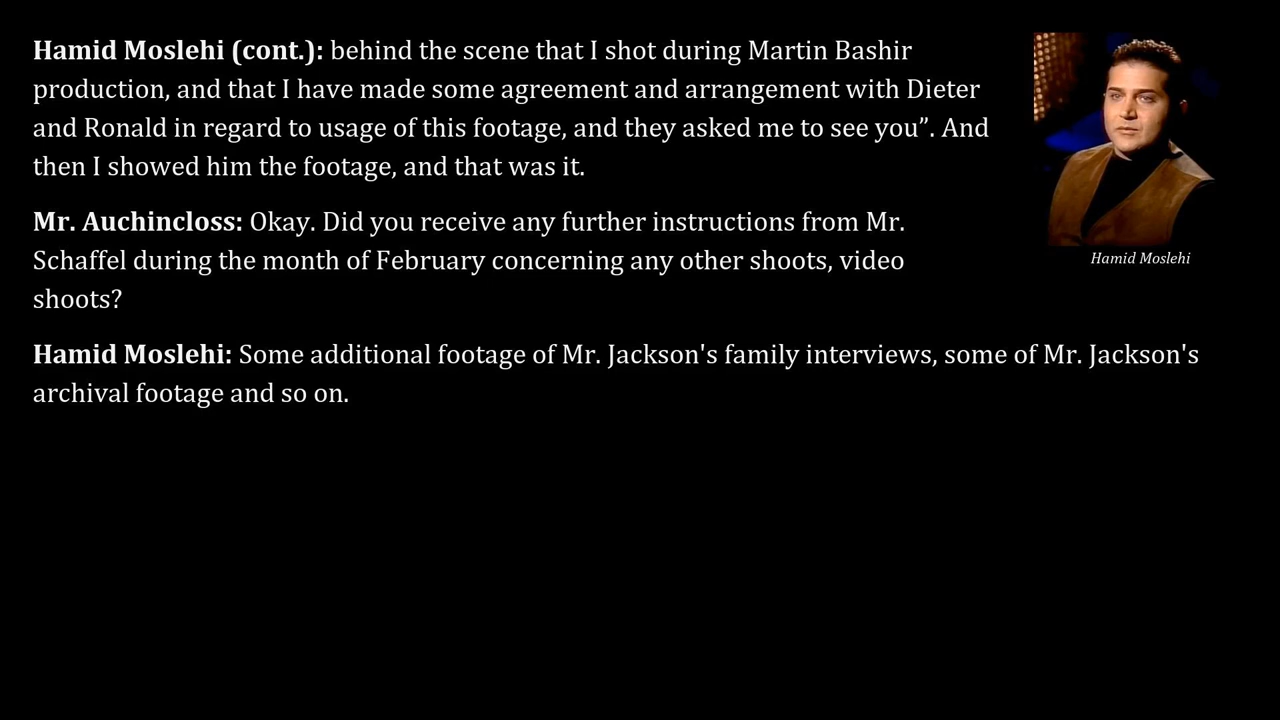 Hamid Moslehi (cont.): behind the scene that I shot during Martin Bashir
production, and that I have made some agreement and arrangement with Dieter
and Ronald in regard to usage of this footage, and they asked me to see you”. And
then I showed him the footage, and that was it.
Hamid Moslehi
Mr. Auchincloss: Okay. Did you receive any further instructions from Mr.
Schaffel during the month of February concerning any other shoots, video
shoots?
Hamid Moslehi: Some additional footage of Mr. Jackson's family interviews, some of Mr. Jackson's
archival footage and so on.